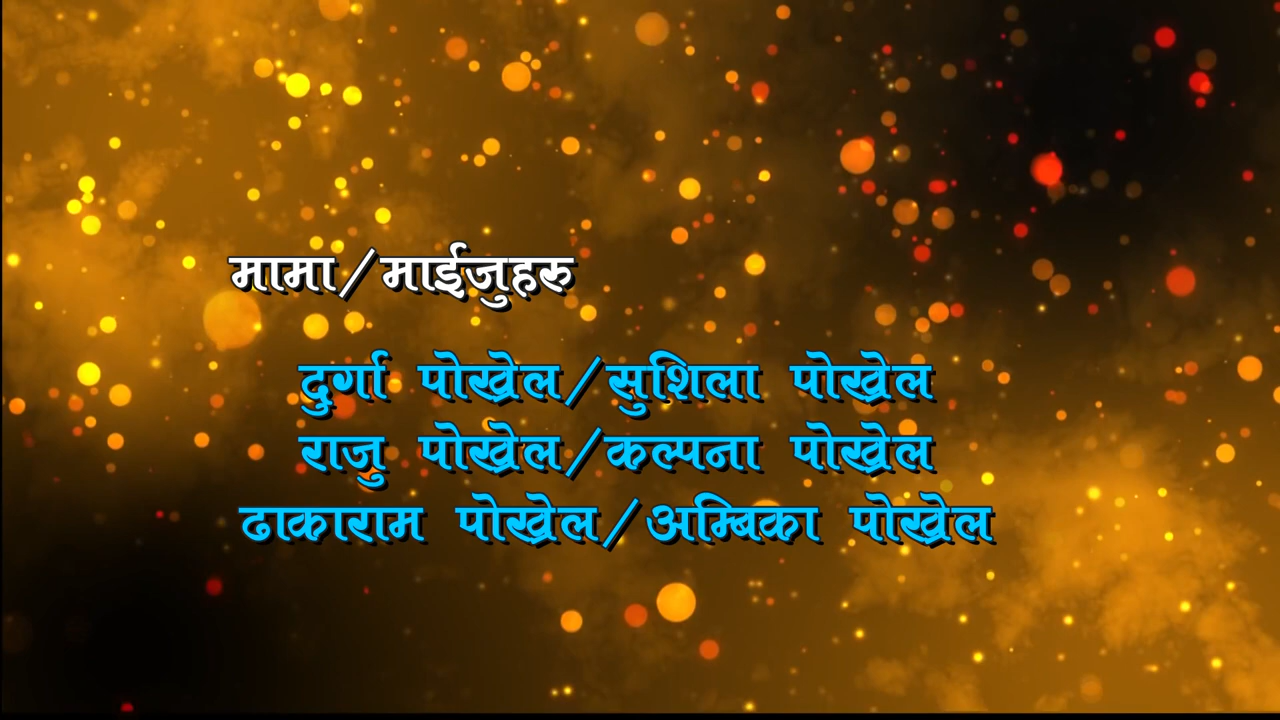 मामा/माईजुहरु
दुर्गा पोखेल/सुशिला पोखेल
राजु पोखेल/कल्पना पोखेल
ढाकाराम पोखेल/अम्बिका पोखेल